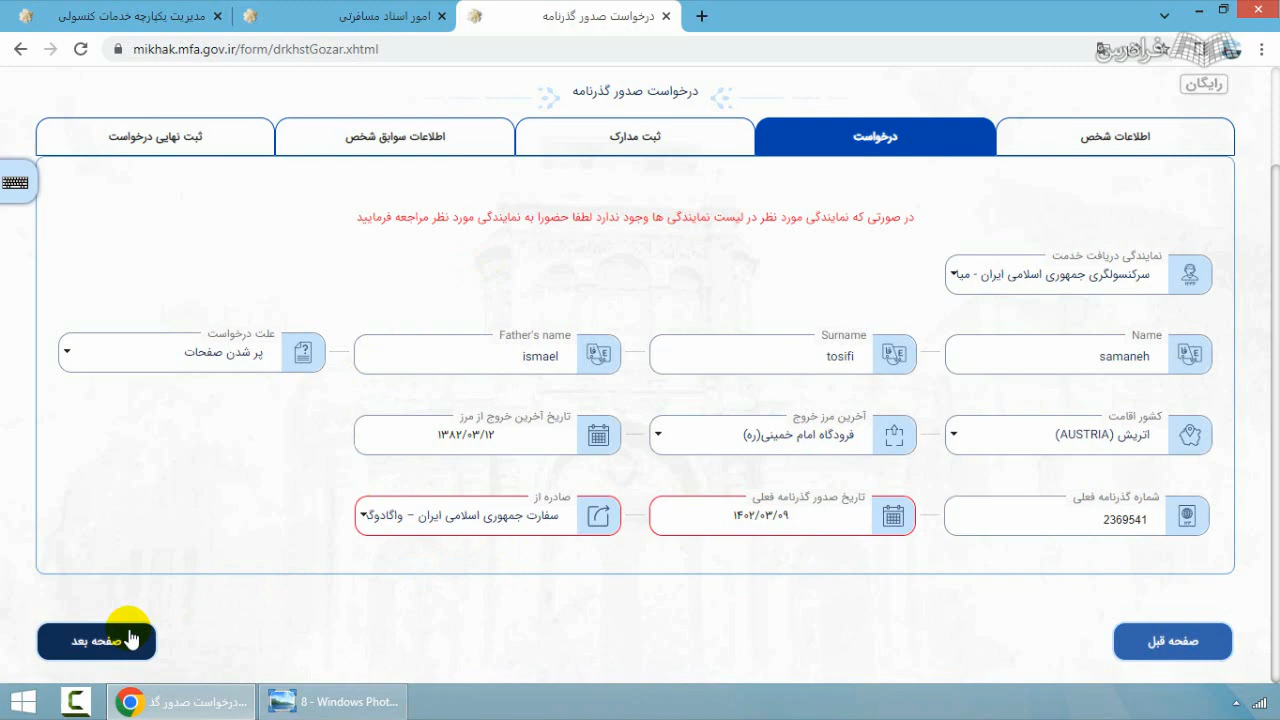 مدیریت یکپارچه خدمات کنسولی
امور اسناد مسافرتی
درخواست صدور گذرنامه
mikhak.mfa.gov.ir/form/drkhstGozar.xhtml
فرادرس
رایگان
درخواست صدور گذرنامه
اطلاعات شخص
درخواست
ثبت مدارک
اطلاعات سوابق شخص
ثبت نهایی درخواست
در صورتی که نمایندگی مورد نظر در لیست نمایندگی ها وجود ندارد لطفا حضورا به نمایندگی مورد نظر مراجعه فرمایید
نمایندگی دریافت خدمت
سرکنسولگری جمهوری اسلامی ایران - میا
Name
samaneh
Surname
tosifi
Father's name
ismael
علت درخواست
پر شدن صفحات
کشور اقامت
اتریش (AUSTRIA)
آخرین مرز خروج
فرودگاه امام خمینی(ره)
تاریخ آخرین خروج از مرز
۱۳۸۲/۰۳/۱۲
شماره گذرنامه فعلی
2369541
تاریخ صدور گذرنامه فعلی
۱۴۰۲/۰۳/۰۹
صادره از
سفارت جمهوری اسلامی ایران – واگادوگ
صفحه قبل
صفحه بعد
درخواست صدور گذ...
8 - Windows Phot...